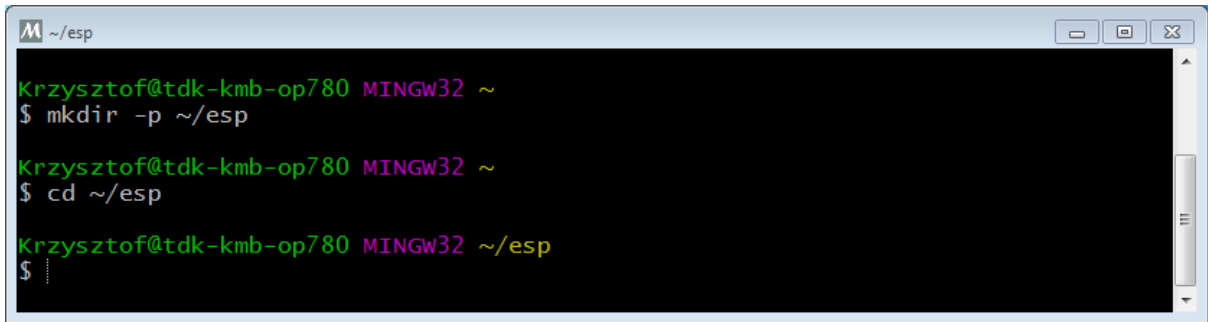 ~/esp
Krzysztof@tdk-kmb-op780 MINGW32 ~
$ mkdir -p ~/esp
Krzysztof@tdk-kmb-op780 MINGW32 ~
$ cd ~/esp
Krzysztof@tdk-kmb-op780 MINGW32 ~/esp
$